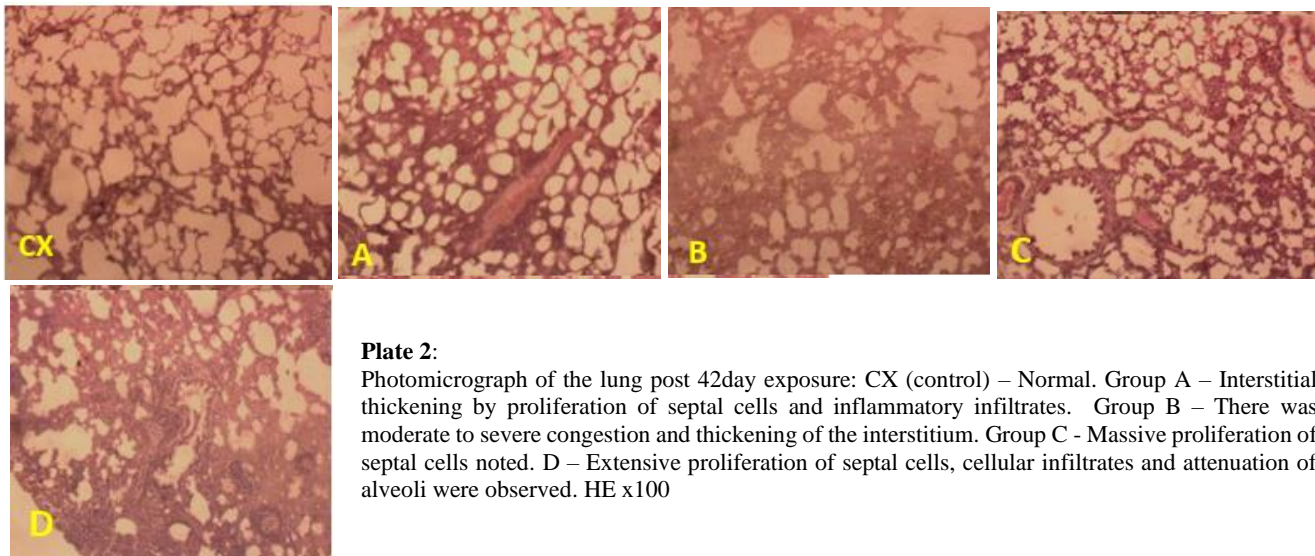 CX
A
B
C
D
Plate 2:
Photomicrograph of the lung post 42day exposure: CX (control) – Normal. Group A – Interstitial
thickening by proliferation of septal cells and inflammatory infiltrates. Group B – There was
moderate to severe congestion and thickening of the interstitium. Group C - Massive proliferation of
septal cells noted. D – Extensive proliferation of septal cells, cellular infiltrates and attenuation of
alveoli were observed. HE x100